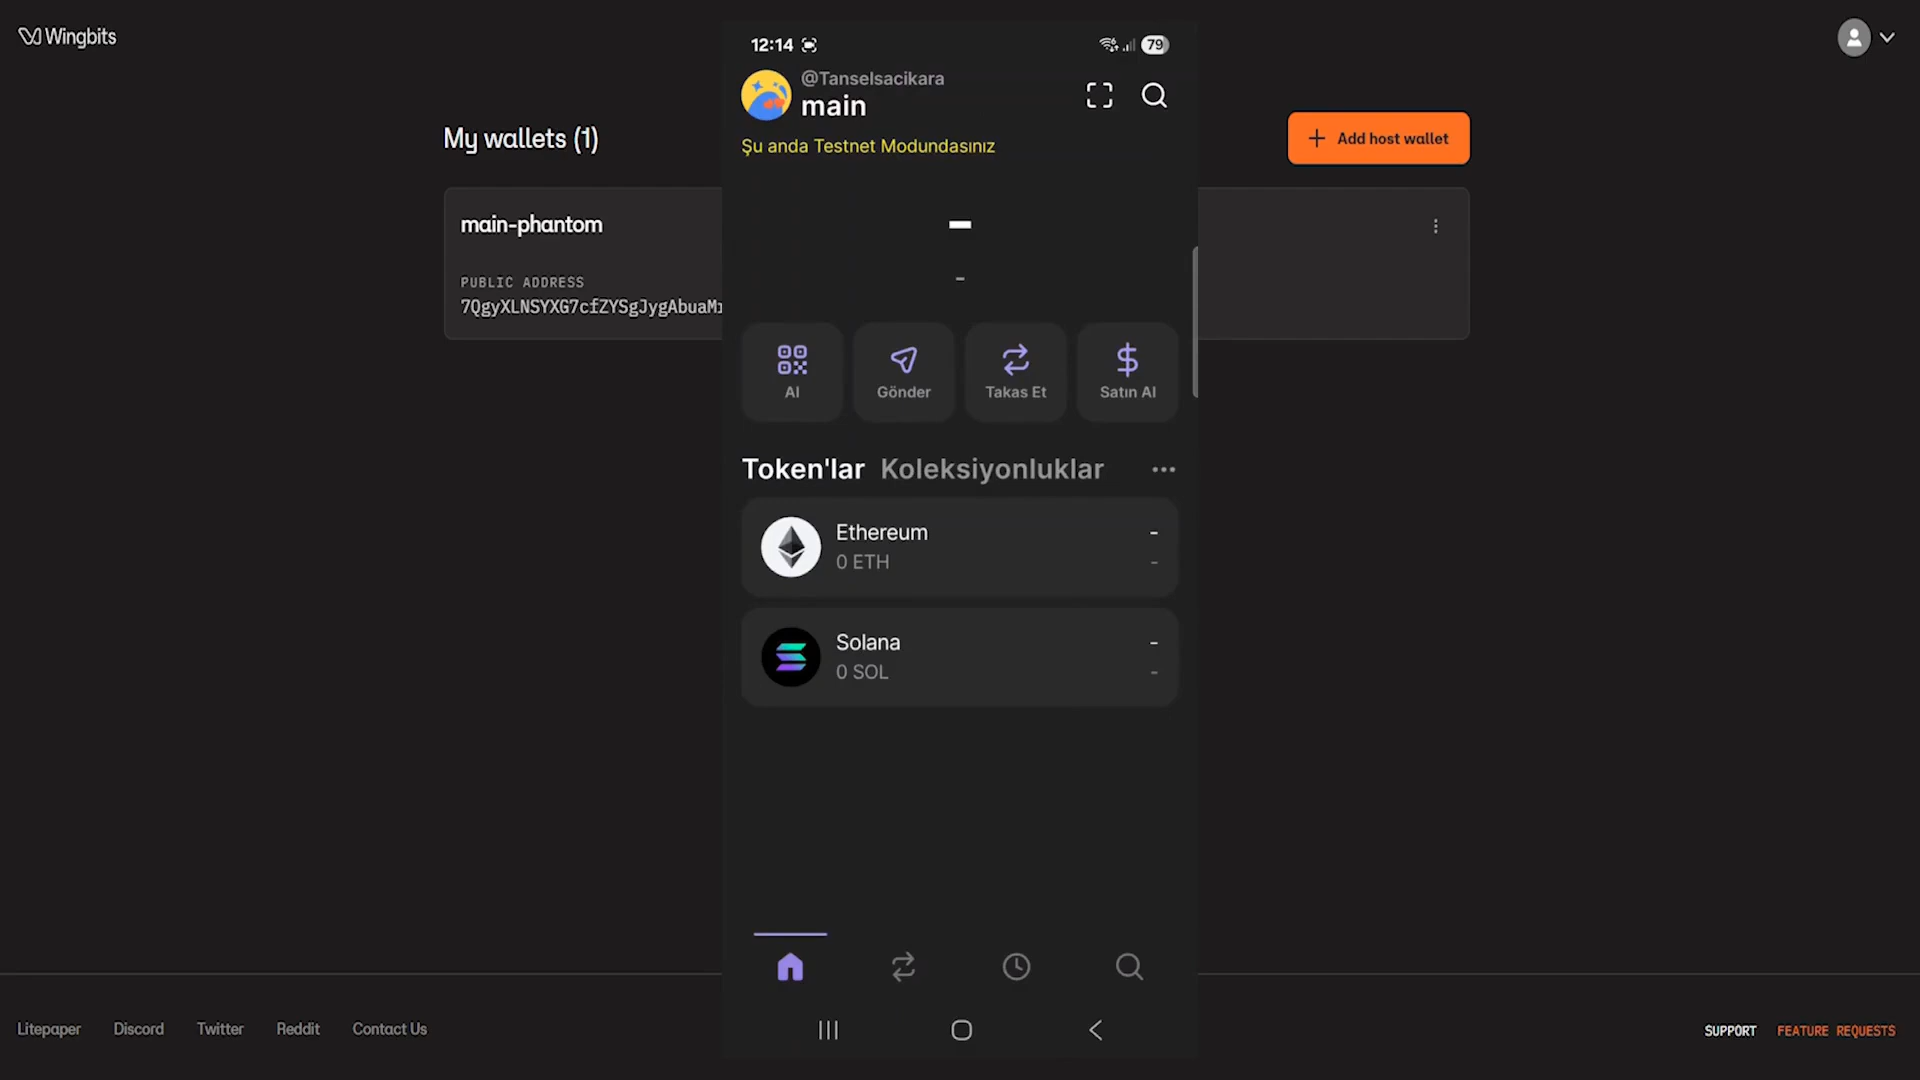 Wingbits
My wallets (1)
Add host wallet
main-phantom
PUBLIC ADDRESS
7QgyXLNSYXG7cfZYSgJygAbuaM
12:14
79
@Tanselsacikara
main
Şu anda Testnet Modundasınız
-
-
Al
Gönder
Takas Et
Satın Al
Token'lar
Koleksiyonluklar
Ethereum
-
0 ETH
-
Solana
-
0 SOL
-
Litepaper
Discord
Twitter
Reddit
Contact Us
SUPPORT
FEATURE REQUESTS